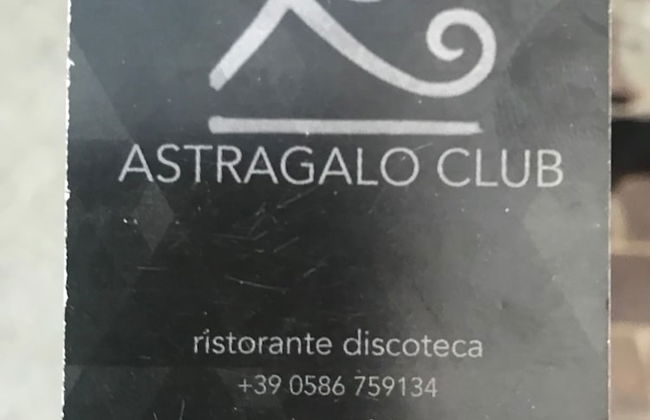 ASTRAGALO CLUB
ristorante discoteca
+39 0586 759134